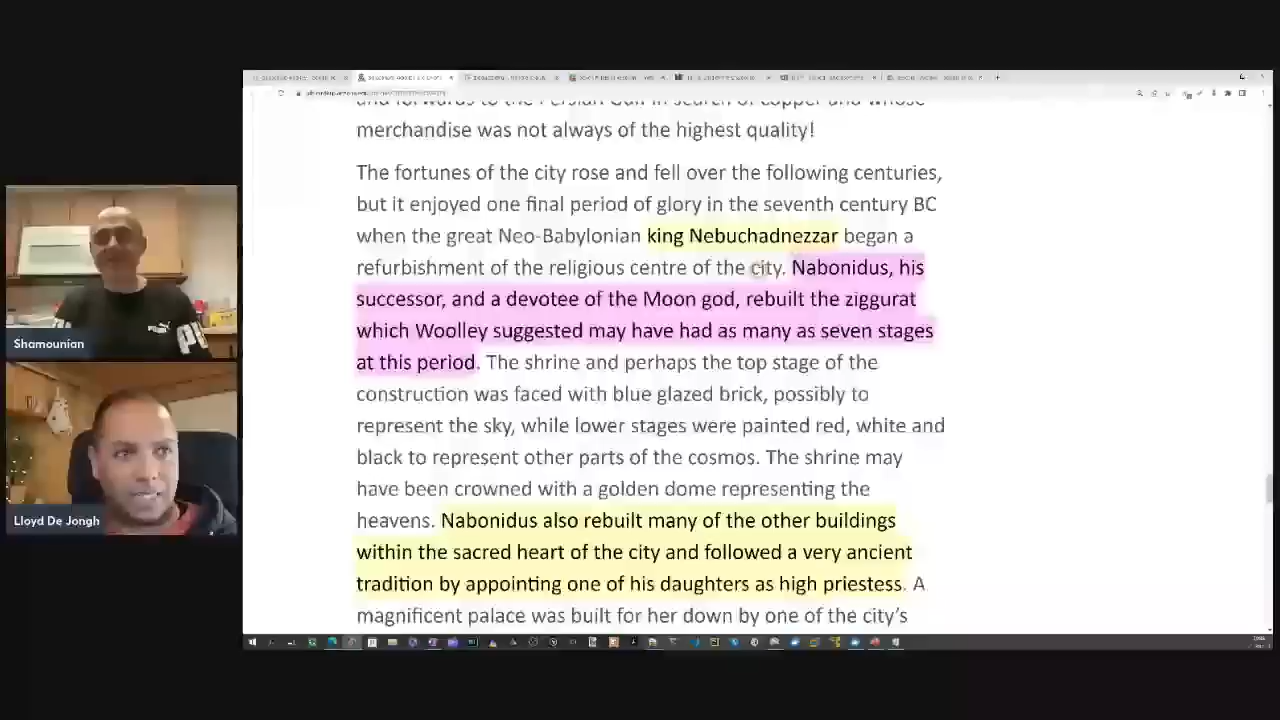 Shamounian
Lloyd De Jongh
PUMA
merchandise was not always of the highest quality!
The fortunes of the city rose and fell over the following centuries,
but it enjoyed one final period of glory in the seventh century BC
when the great Neo-Babylonian king Nebuchadnezzar began a
refurbishment of the religious centre of the city. Nabonidus, his
successor, and a devotee of the Moon god, rebuilt the ziggurat
which Woolley suggested may have had as many as seven stages
at this period. The shrine and perhaps the top stage of the
construction was faced with blue glazed brick, possibly to
represent the sky, while lower stages were painted red, white and
black to represent other parts of the cosmos. The shrine may
have been crowned with a golden dome representing the
heavens. Nabonidus also rebuilt many of the other buildings
within the sacred heart of the city and followed a very ancient
tradition by appointing one of his daughters as high priestess. A
magnificent palace was built for her down by one of the city's